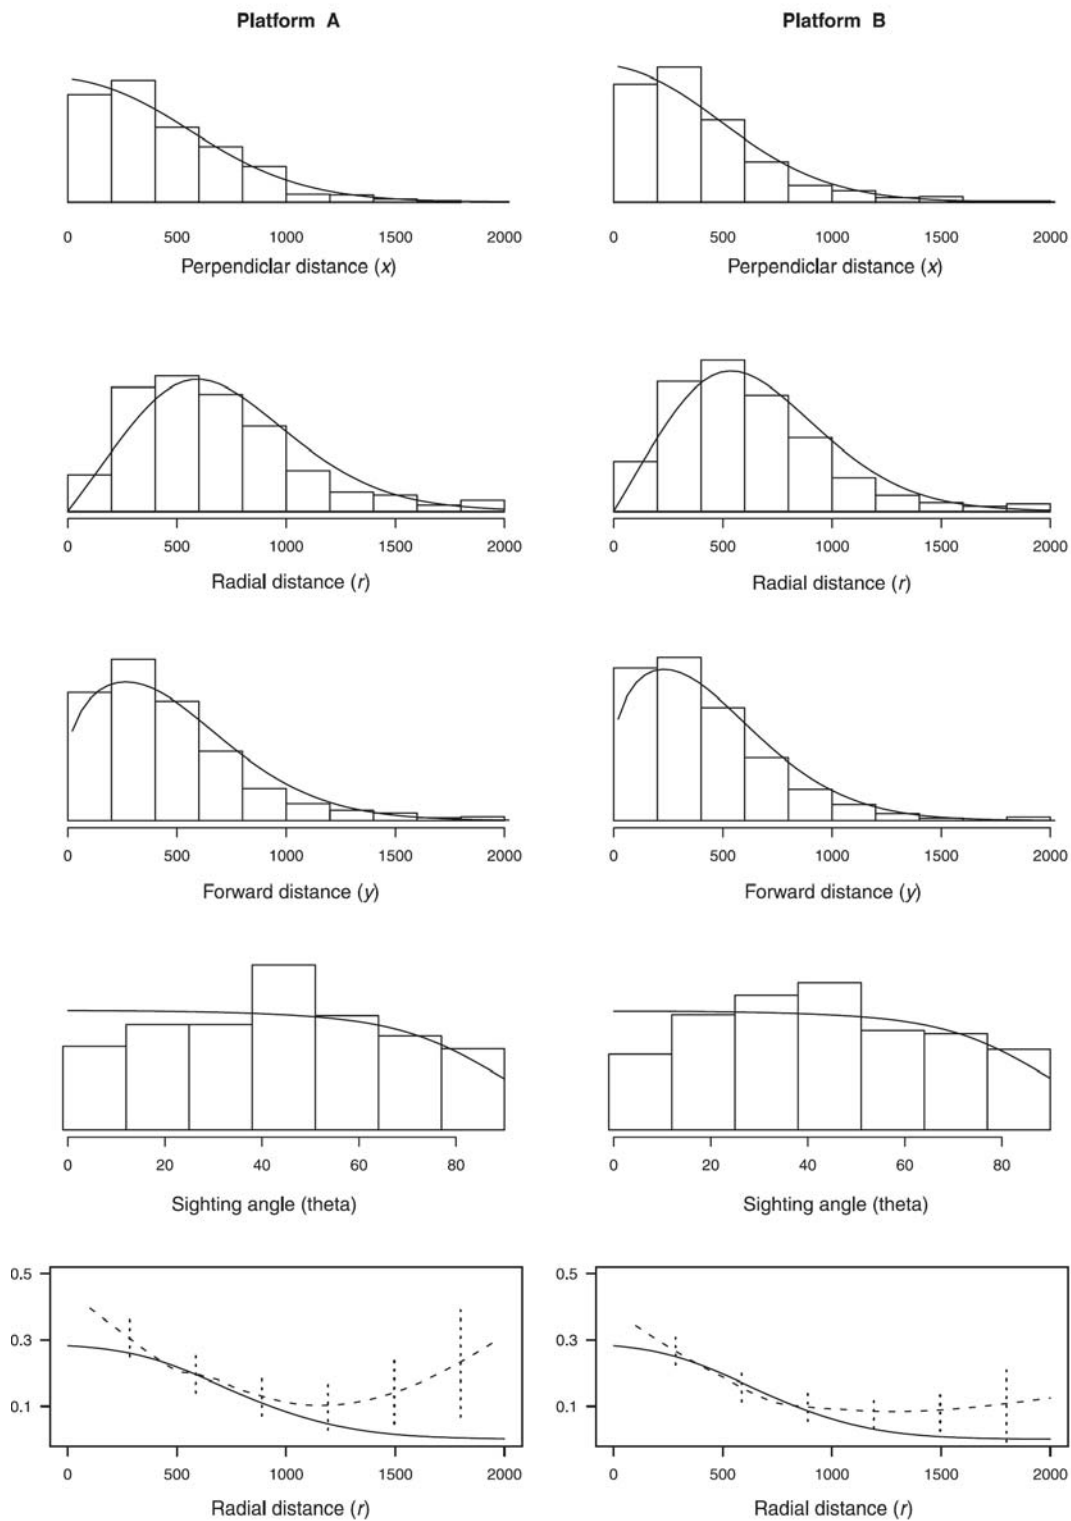 Platform A Platform B
0 500 1000 1500 2000 0 500 1000 1500 2000
Perpendiclar distance (x) Perpendiclar distance (x)
0 500 1000 1500 2000 0 500 1000 1500 2000
Radial distance (r) Radial distance (r)
0 500 1000 1500 2000 0 500 1000 1500 2000
Forward distance (y) Forward distance (y)
0 20 40 60 80 0 20 40 60 80
Sighting angle (theta) Sighting angle (theta)
0.5 0.5
0.3 0.3
0.1 0.1
0 500 1000 1500 2000 0 500 1000 1500 2000
Radial distance (r) Radial distance (r)